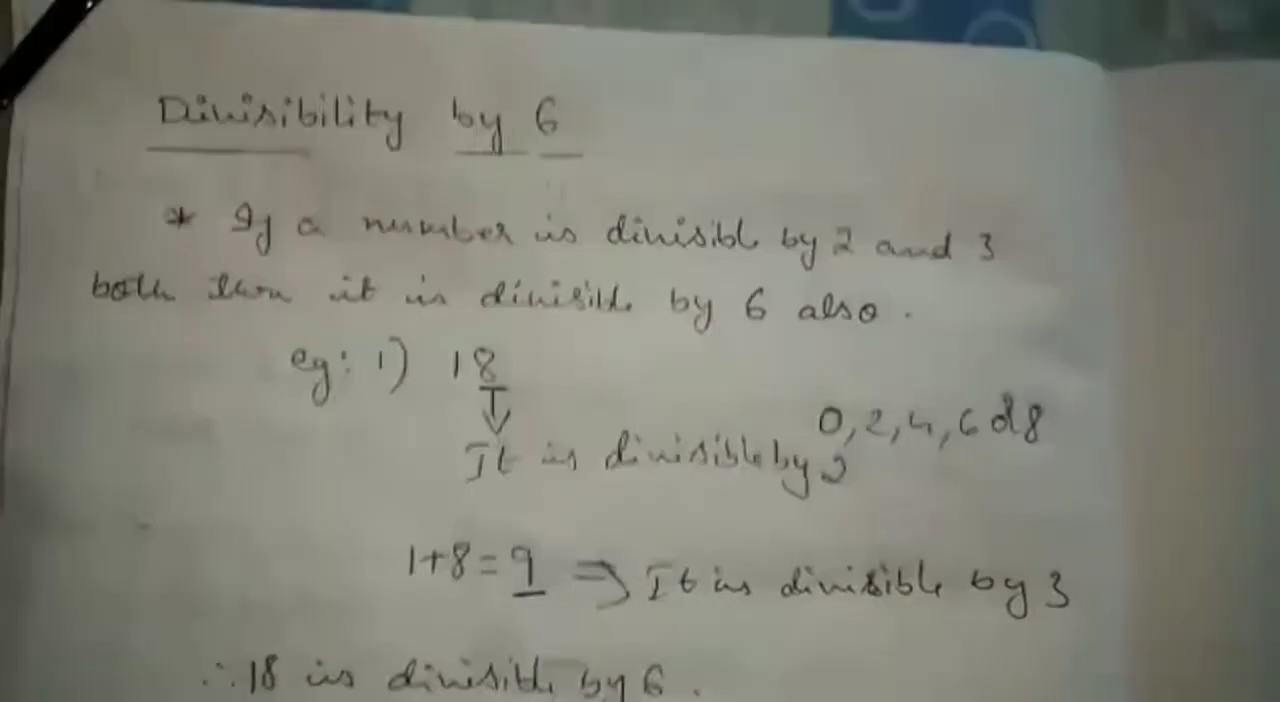 Divisibility by 6
* If a number is divisible by 2 and 3
both then it is divisible by 6 also.
eg: 1) 18
0, 2, 4, 6 or 8
It is divisible by 2
1+8=9 ⇒ It is divisible by 3
∴ 18 is divisible by 6.